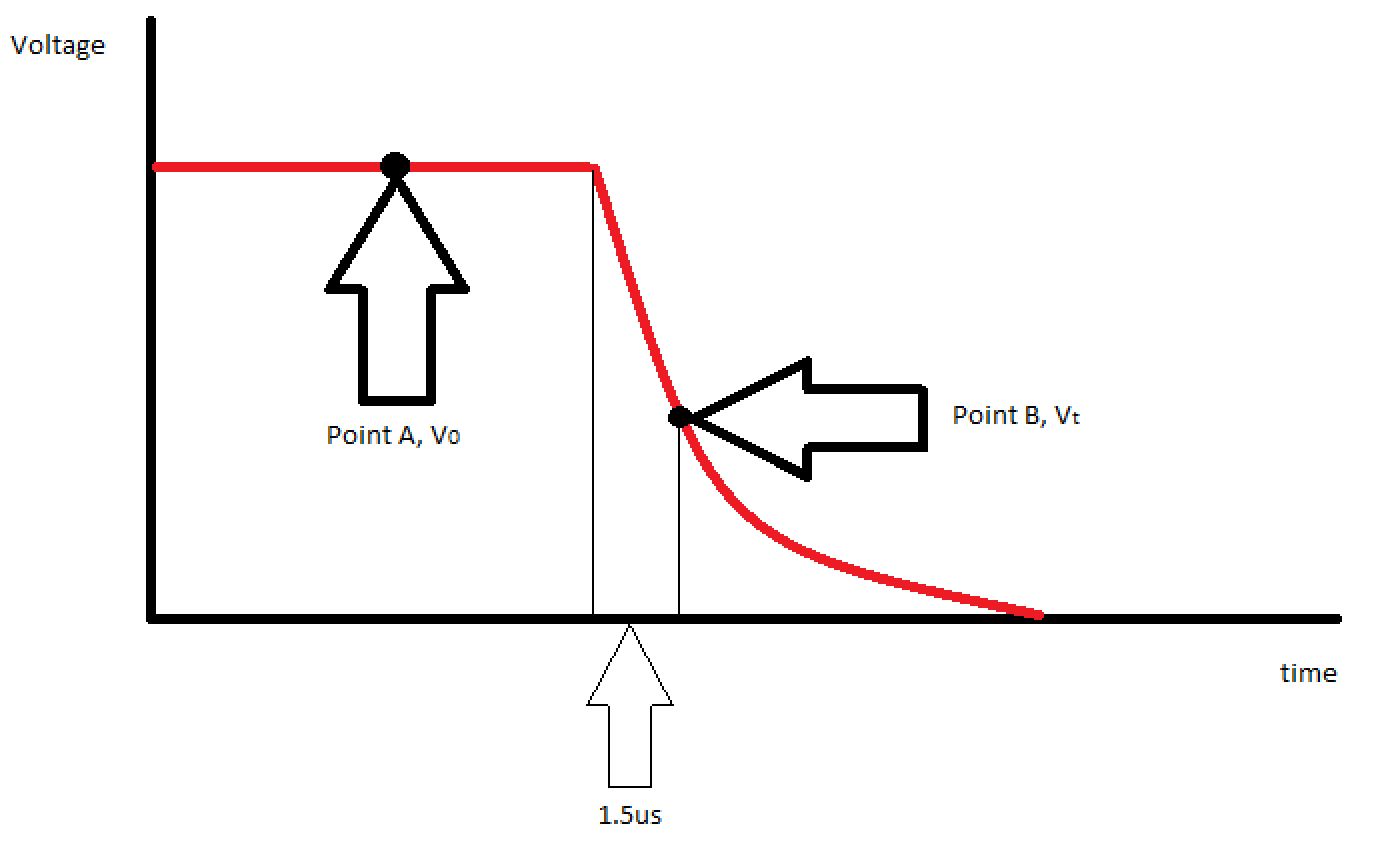 Voltage
Point A, V₀
Point B, Vₜ
time
1.5us